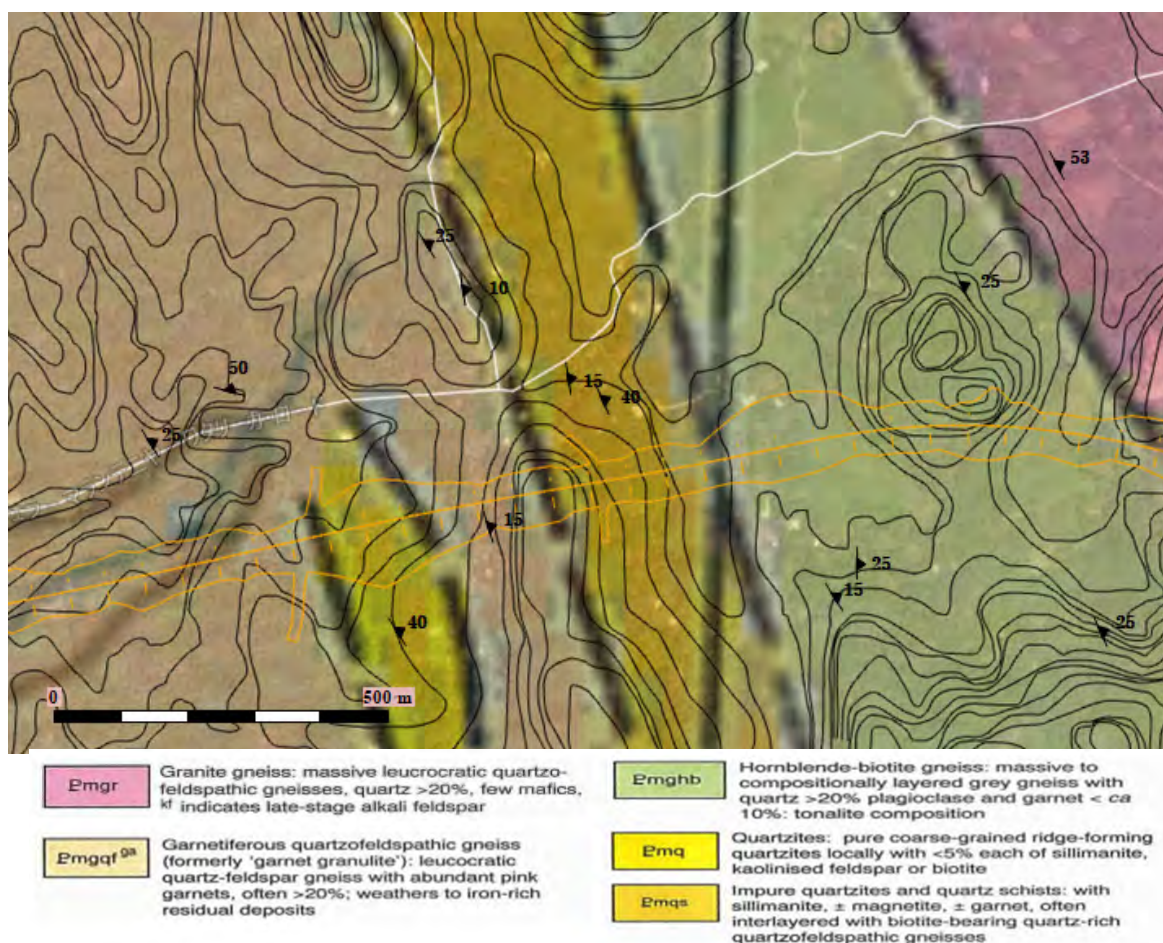 53
25
10
25
50
15
40
25
15
25
15
40
25
0 500 m
Pmgr
Granite gneiss: massive leucrocratic quartzo-
feldspathic gneisses, quartz >20%, few mafics,
kf indicates late-stage alkali feldspar
Pmgqf ga
Garnetiferous quartzofeldspathic gneiss
(formerly 'garnet granulite'): leucocratic
quartz-feldspar gneiss with abundant pink
garnets, often >20%; weathers to iron-rich
residual deposits
Pmghb
Hornblende-biotite gneiss: massive to
compositionally layered grey gneiss with
quartz >20% plagioclase and garnet < ca
10%: tonalite composition
Pmq
Quartzites: pure coarse-grained ridge-forming
quartzites locally with <5% each of sillimanite,
kaolinised feldspar or biotite
Pmqs
Impure quartzites and quartz schists: with
sillimanite, ± magnetite, ± garnet, often
interlayered with biotite-bearing quartz-rich
quartzofeldspathic gneisses